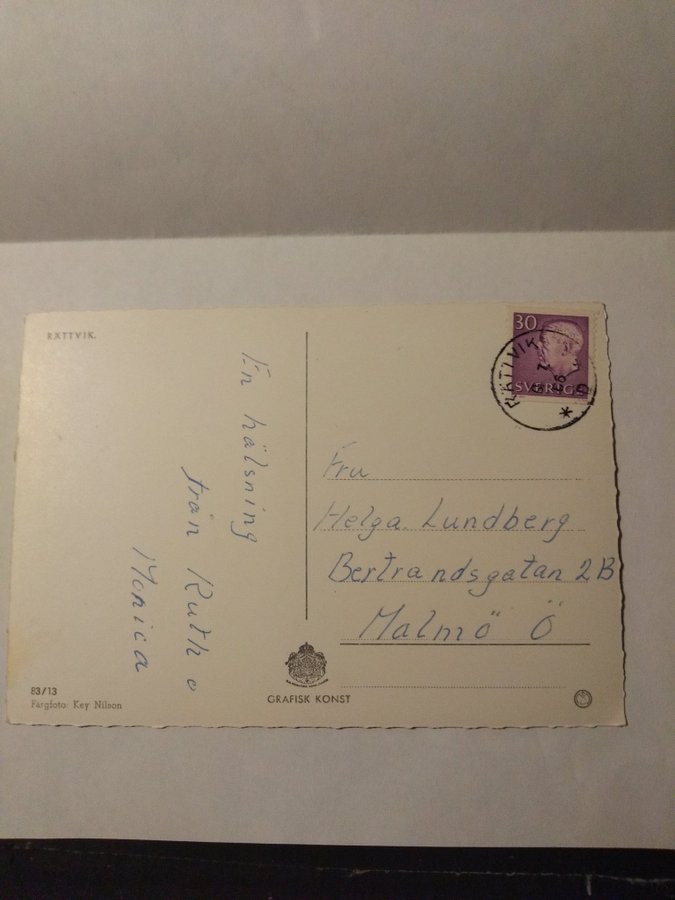 RÄTTVIK.
30
SVERIGE
RÄTTVIK
En hälsning
från Ruth o
Monica
Fru
Helga Lundberg
Bertrandsgatan 2B
Malmö Ö
83/13
Färgfoto: Key Nilson
GRAFISK KONST